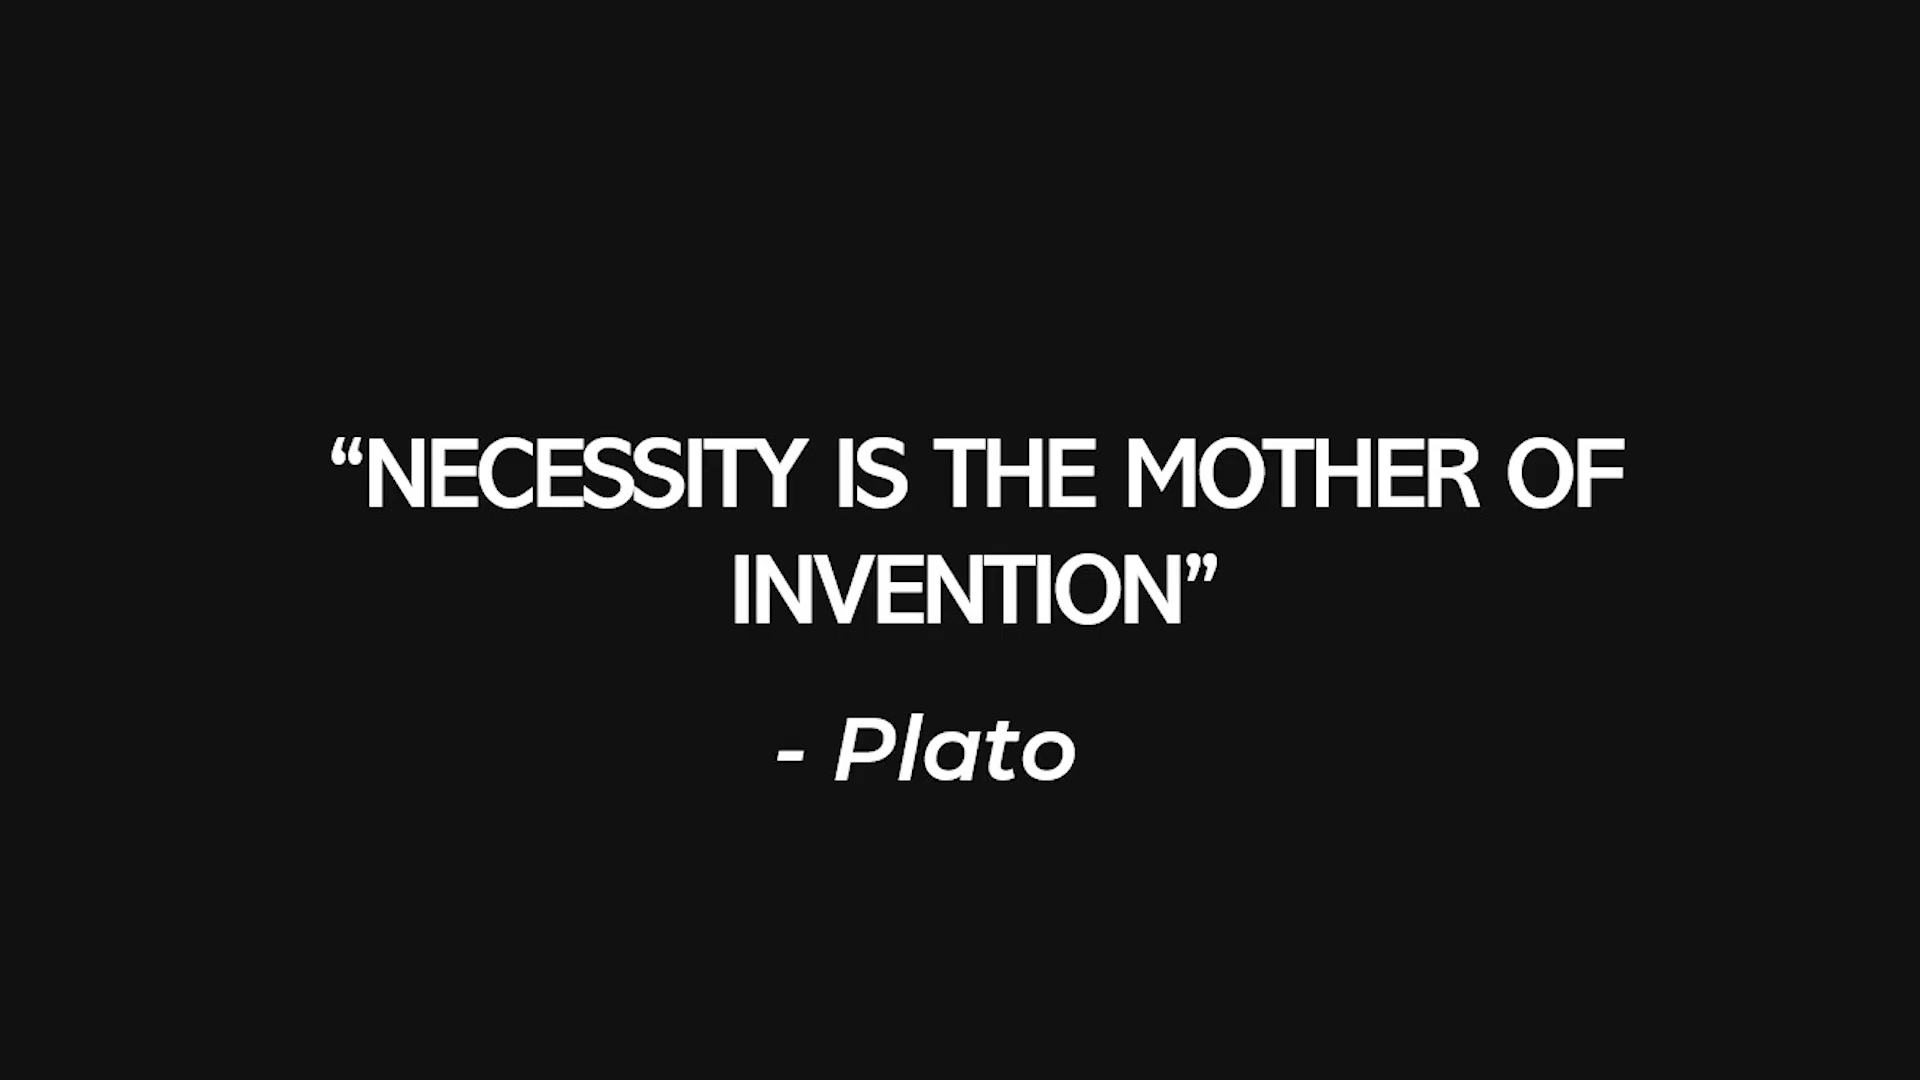 “NECESSITY IS THE MOTHER OF
INVENTION”
- Plato